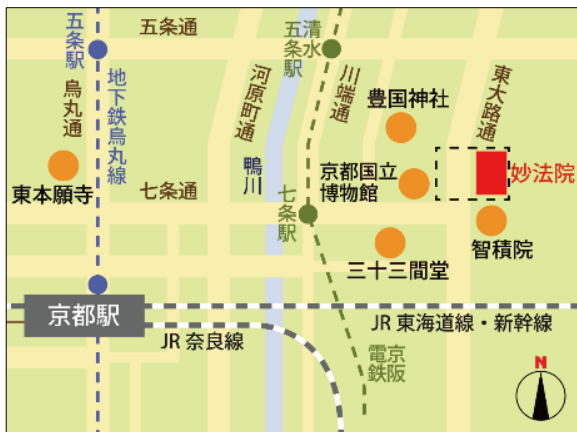 五条通
五条駅
烏丸通
地下鉄烏丸線
河原町通
鴨川
清水
五条駅
川端通
豊国神社
東大路通
東本願寺
七条通
七条駅
京都国立
博物館
妙法院
智積院
三十三間堂
京都駅
JR 東海道線・新幹線
JR 奈良線
京阪
電鉄
N